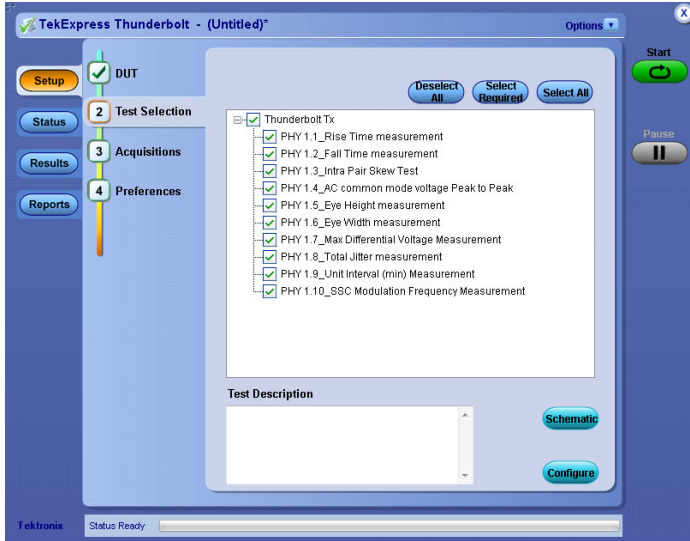 TekExpress Thunderbolt - (Untitled)*
Options
X
Setup
Status
Results
Reports
DUT
2 Test Selection
3 Acquisitions
4 Preferences
Deselect All
Select Required
Select All
Thunderbolt Tx
PHY 1.1_Rise Time measurement
PHY 1.2_Fall Time measurement
PHY 1.3_Intra Pair Skew Test
PHY 1.4_AC common mode voltage Peak to Peak
PHY 1.5_Eye Height measurement
PHY 1.6_Eye Width measurement
PHY 1.7_Max Differential Voltage Measurement
PHY 1.8_Total Jitter measurement
PHY 1.9_Unit Interval (min) Measurement
PHY 1.10_SSC Modulation Frequency Measurement
Test Description
Schematic
Configure
Start
Pause
Tektronix
Status Ready